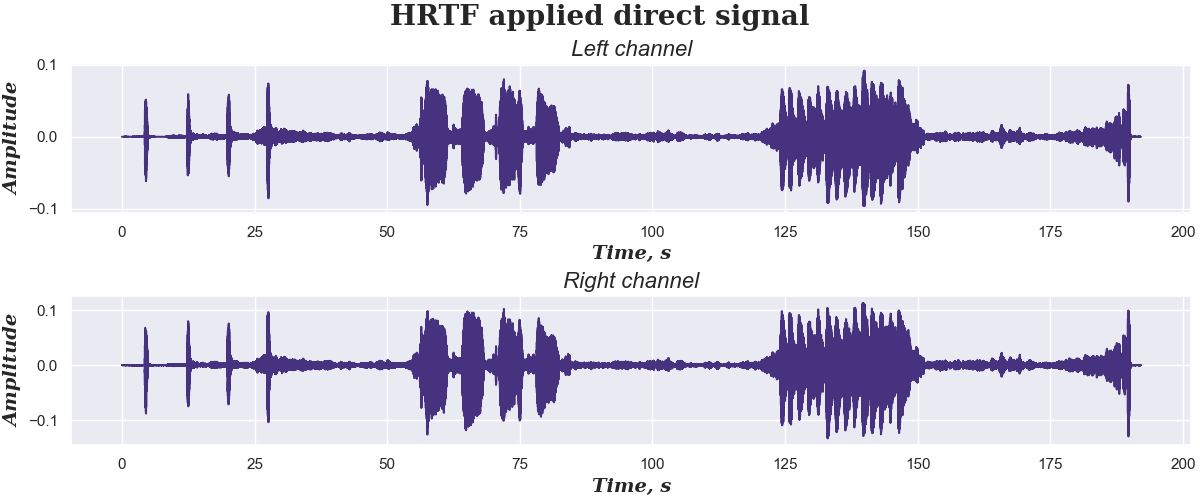 HRTF applied direct signal
Left channel
Amplitude
0.1
0.0
−0.1
0 25 50 75 100 125 150 175 200
Time, s
Right channel
Amplitude
0.1
0.0
−0.1
0 25 50 75 100 125 150 175 200
Time, s